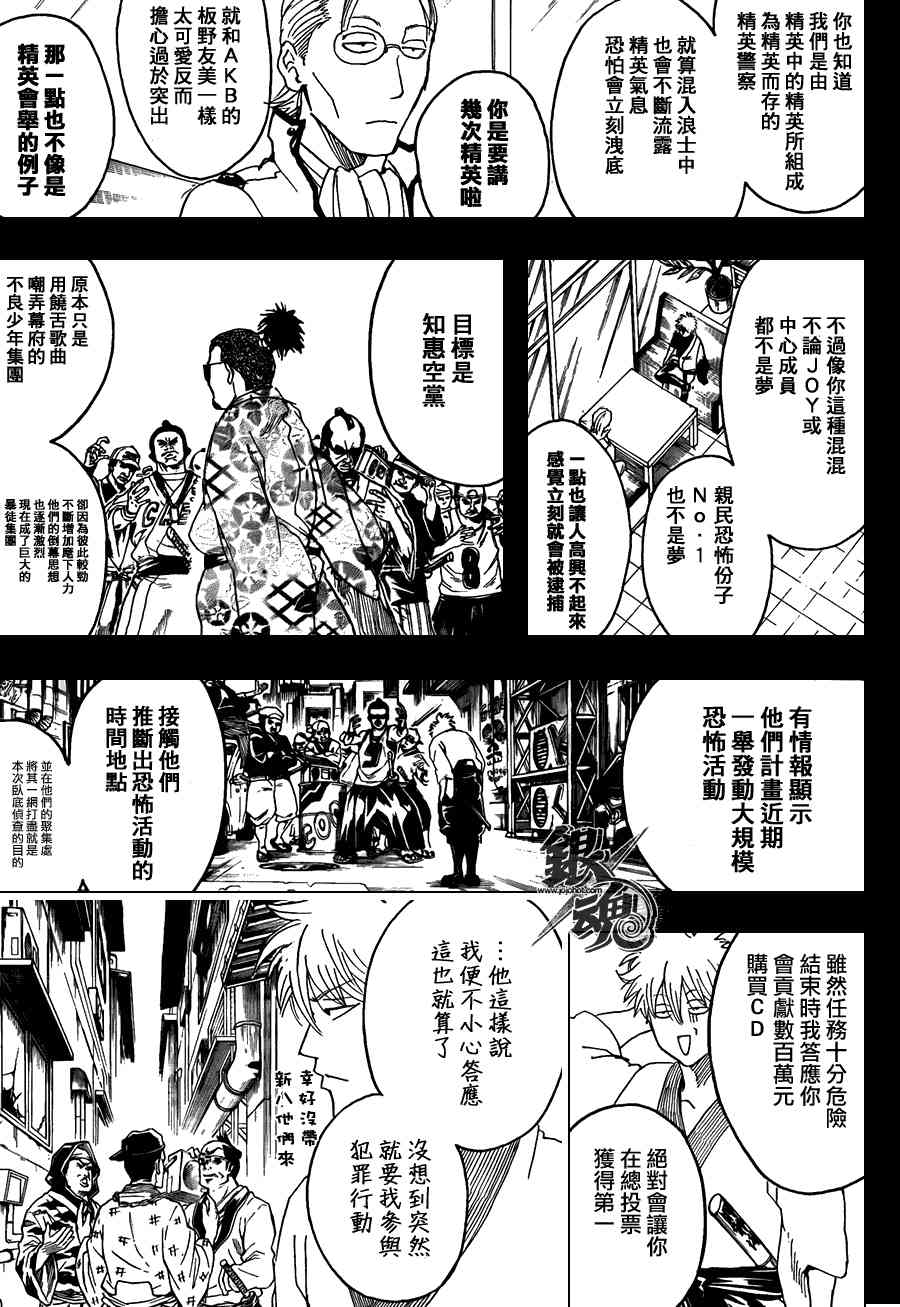 你也知道
我們是由
精英中的精英所組成
為精英而存的
精英警察
就算混入浪士中
也會不斷流露
精英氣息
恐怕會立刻洩底
你是要講
幾次精英啦
就和AKB的
板野友美一樣
太可愛反而
擔心過於突出
那一點也不像是
精英會舉的例子
不過像你這種混混
不論JOY或
中心成員
都不是夢
親民恐怖份子
No.1
也不是夢
一點也讓人高興不起來
感覺立刻就會被逮捕
目標是
知惠空黨
原本只是
用饒舌歌曲
嘲弄幕府的
不良少年集團
卻因為彼此較勁
不斷增加麾下人力
他們的倒幕思想
也逐漸激烈
現在成了巨大的
暴徒集團
8
有情報顯示
他們計畫近期
一舉發動大規模
恐怖活動
接觸他們
推斷出恐怖活動的
時間地點
並在他們的聚集處
將其一網打盡就是
本次臥底偵查的目的
銀魂
www.jojohot.com
雖然任務十分危險
結束時我答應你
會貢獻數百萬元
購買CD
絕對會讓你
在總投票
獲得第一
…他這樣說
我便不小心答應
這也就算了
沒想到突然
就要我參與
犯罪行動
幸好沒帶
新八他們來